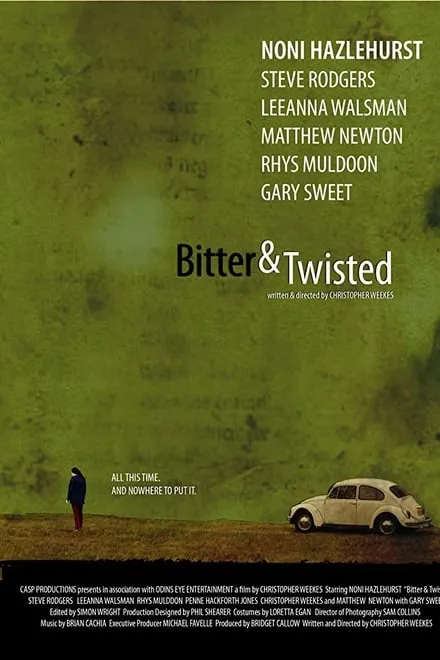 NONI HAZLEHURST
STEVE RODGERS
LEEANNA WALSMAN
MATTHEW NEWTON
RHYS MULDOON
GARY SWEET
Bitter & Twisted
written & directed by CHRISTOPHER WEEKES
ALL THIS TIME.
AND NOWHERE TO PUT IT.
CASP PRODUCTIONS presents in association with ODINS EYE ENTERTAINMENT a film by CHRISTOPHER WEEKES Starring NONI HAZLEHURST "Bitter & Twis
STEVE RODGERS LEEANNA WALSMAN RHYS MULDOON PENNE HACKFORTH JONES CHRISTOPHER WEEKES and MATTHEW NEWTON with GARY SWEE
Edited by SIMON WRIGHT Production Designed by PHIL SHEARER Costumes by LORETTA EGAN Director of Photography SAM COLLINS
Music by BRIAN CACHIA Executive Producer MICHAEL FAVELLE Produced by BRIDGET CALLOW Written and Directed by CHRISTOPHER WEEKES